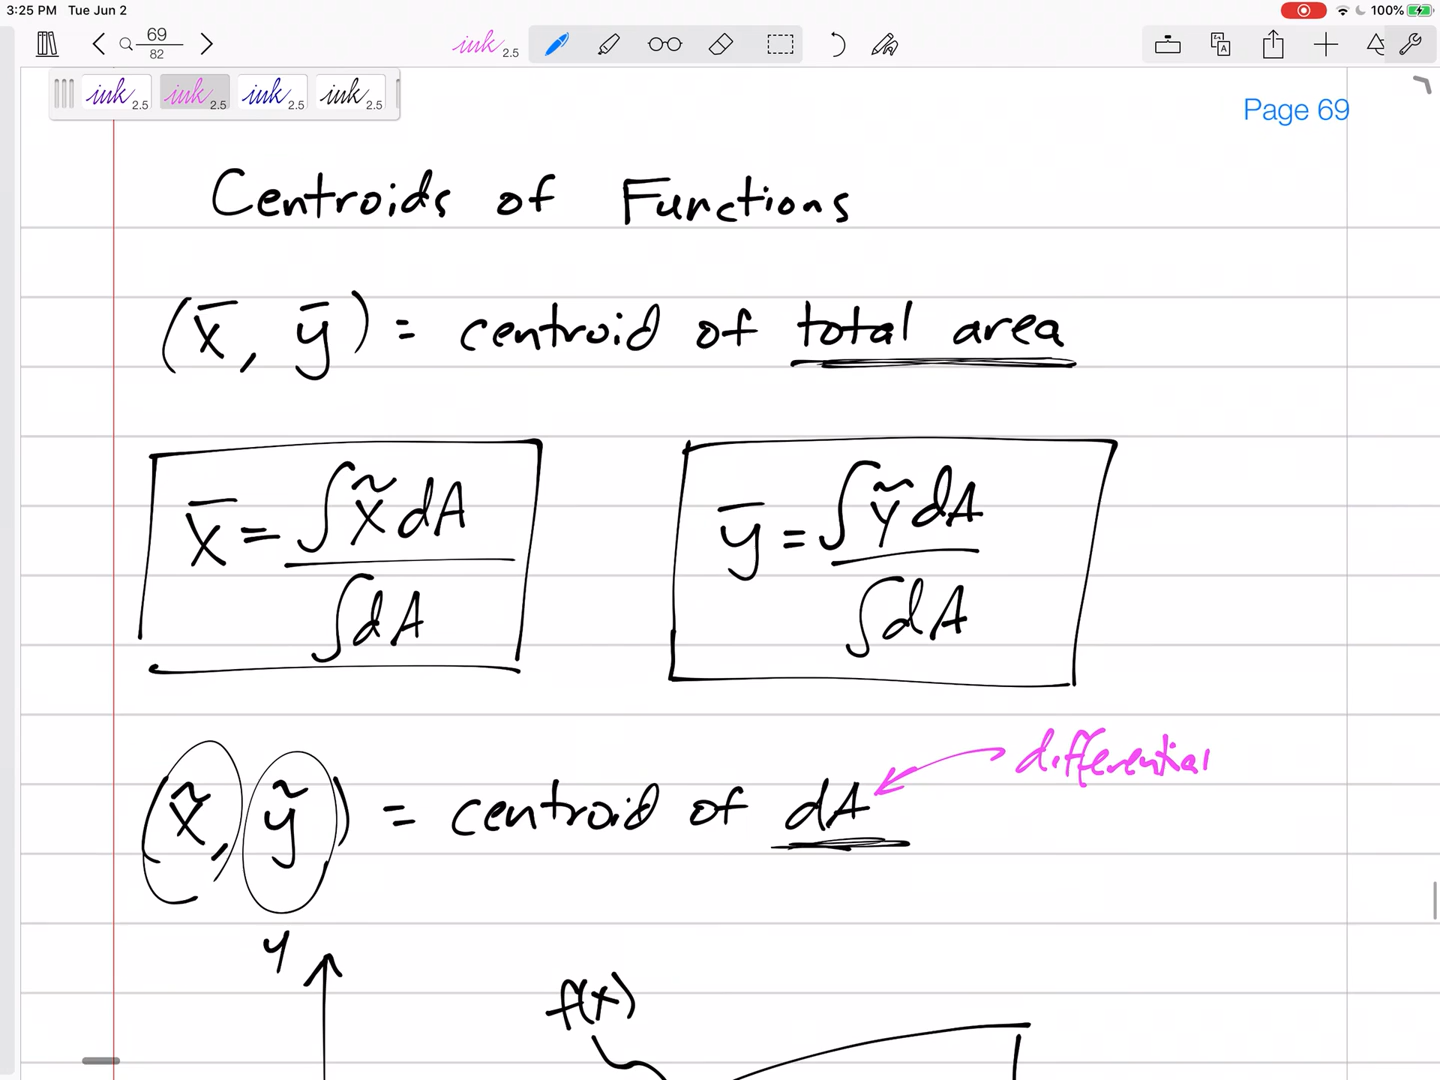 3:25 PM Tue Jun 2
100%
69
82
ink 2.5
ink 2.5 ink 2.5 ink 2.5 ink 2.5
Page 69
Centroids of Functions
(x̄, ȳ) = centroid of total area
x̄ = ∫x̃ dA / ∫dA
ȳ = ∫ỹ dA / ∫dA
differential
(x̃, ỹ) = centroid of dA
y
f(x)